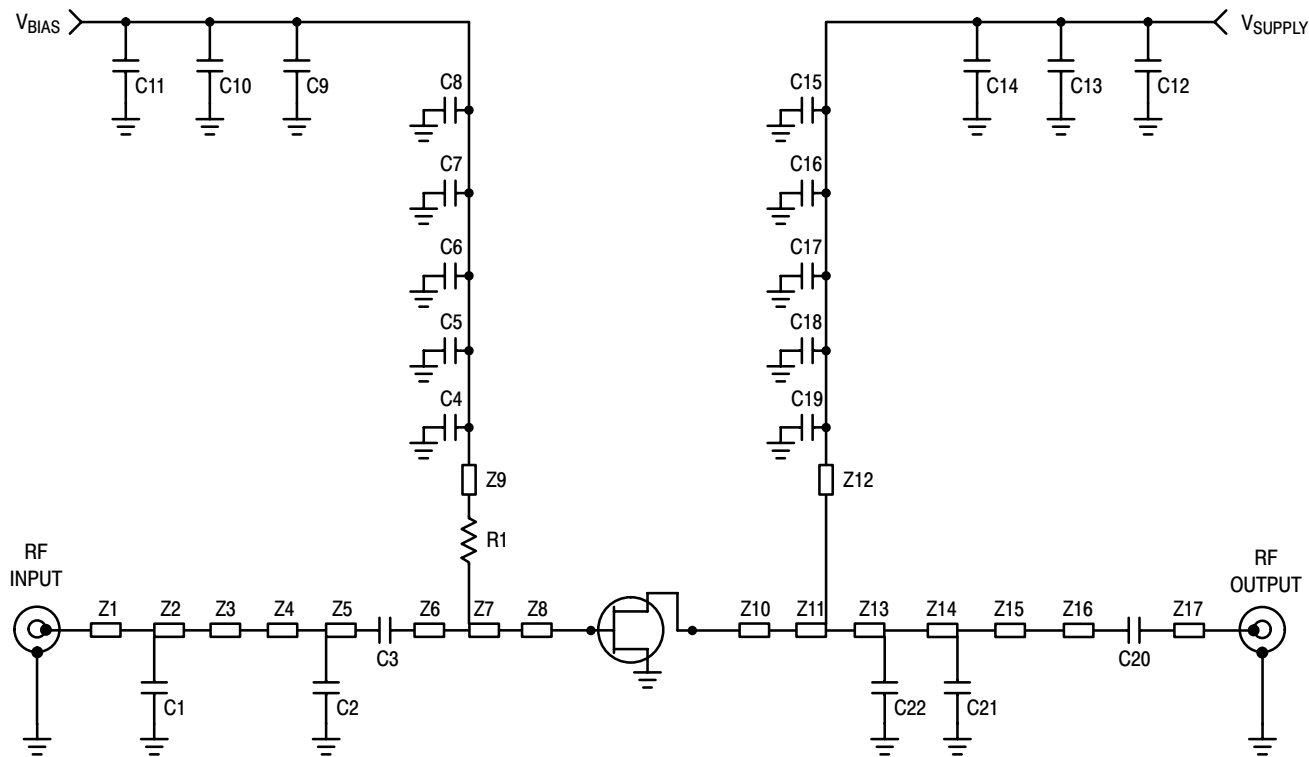 VBIAS
VSUPPLY
C11
C10
C9
C8
C15
C14
C13
C12
C7
C16
C6
C17
C5
C18
C4
C19
Z9
Z12
R1
RF
INPUT
RF
OUTPUT
Z1
Z2
Z3
Z4
Z5
Z6
Z7
Z8
Z10
Z11
Z13
Z14
Z15
Z16
Z17
C3
C20
C1
C2
C22
C21